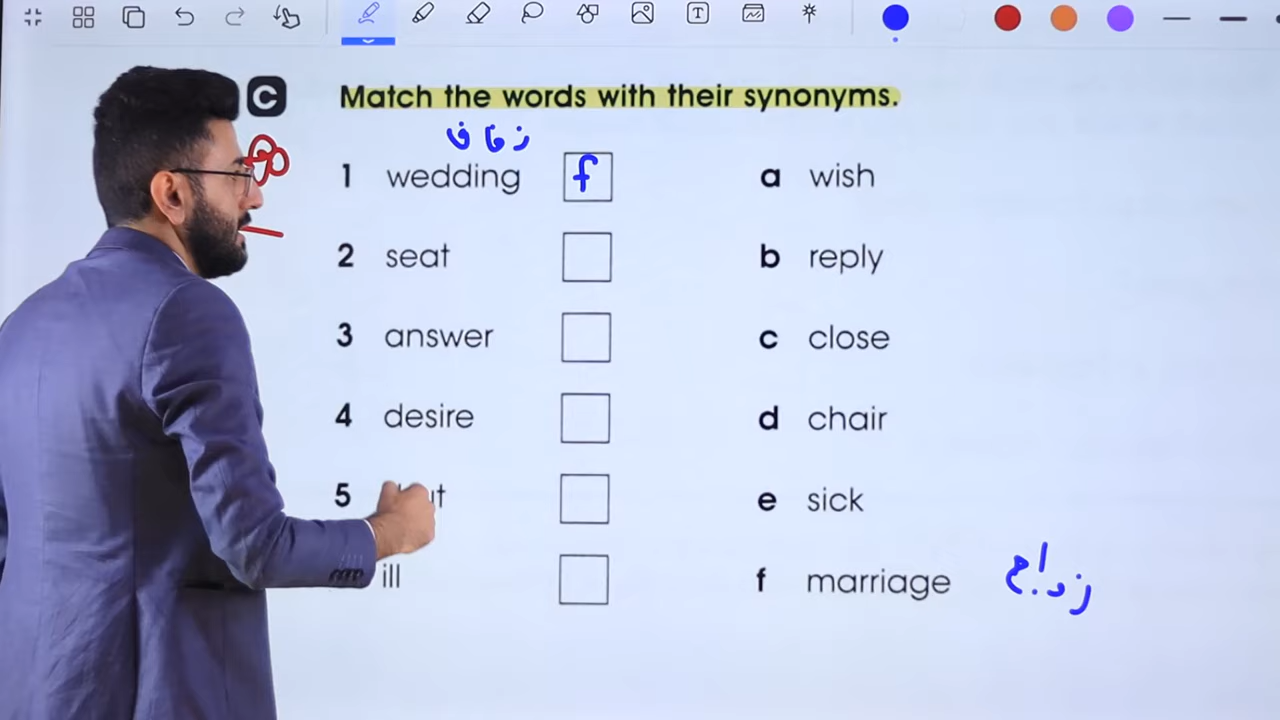 C Match the words with their synonyms.
زفاف
1 wedding f a wish
2 seat b reply
3 answer c close
4 desire d chair
5 e sick
ill f marriage زواج